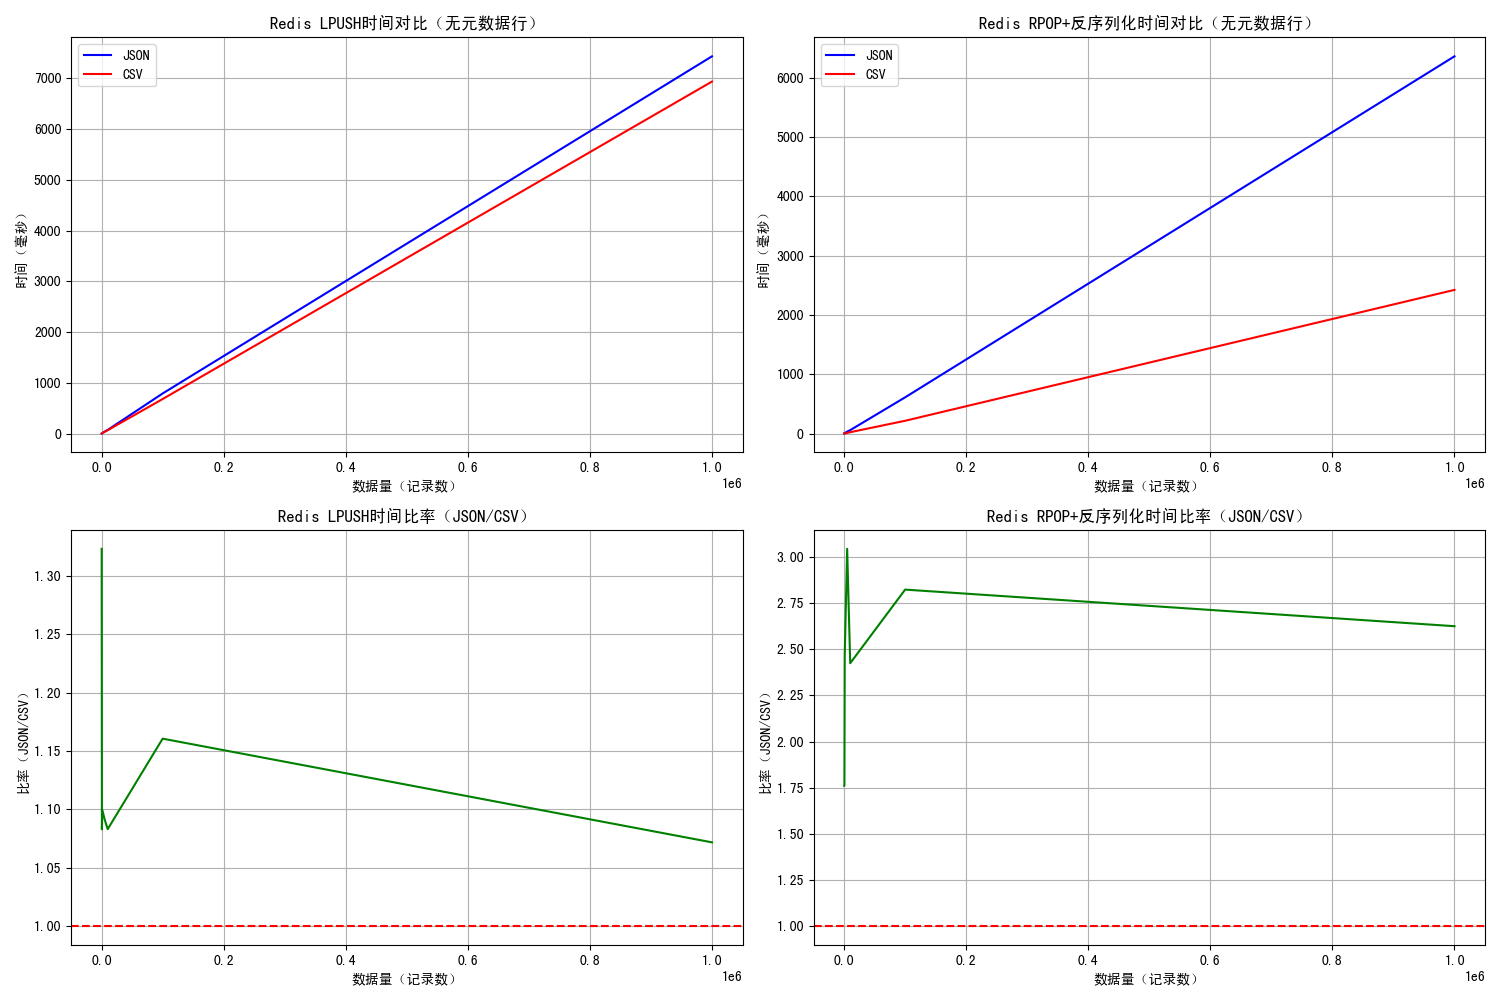 Redis LPUSH时间对比（无元数据行）
JSON
CSV
7000
6000
5000
4000
3000
2000
1000
0
时间（毫秒）
0.0 0.2 0.4 0.6 0.8 1.0
1e6
数据量（记录数）
Redis RPOP+反序列化时间对比（无元数据行）
JSON
CSV
6000
5000
4000
3000
2000
1000
0
时间（毫秒）
0.0 0.2 0.4 0.6 0.8 1.0
1e6
数据量（记录数）
Redis LPUSH时间比率（JSON/CSV）
1.30
1.25
1.20
1.15
1.10
1.05
1.00
比率（JSON/CSV）
0.0 0.2 0.4 0.6 0.8 1.0
1e6
数据量（记录数）
Redis RPOP+反序列化时间比率（JSON/CSV）
3.00
2.75
2.50
2.25
2.00
1.75
1.50
1.25
1.00
比率（JSON/CSV）
0.0 0.2 0.4 0.6 0.8 1.0
1e6
数据量（记录数）